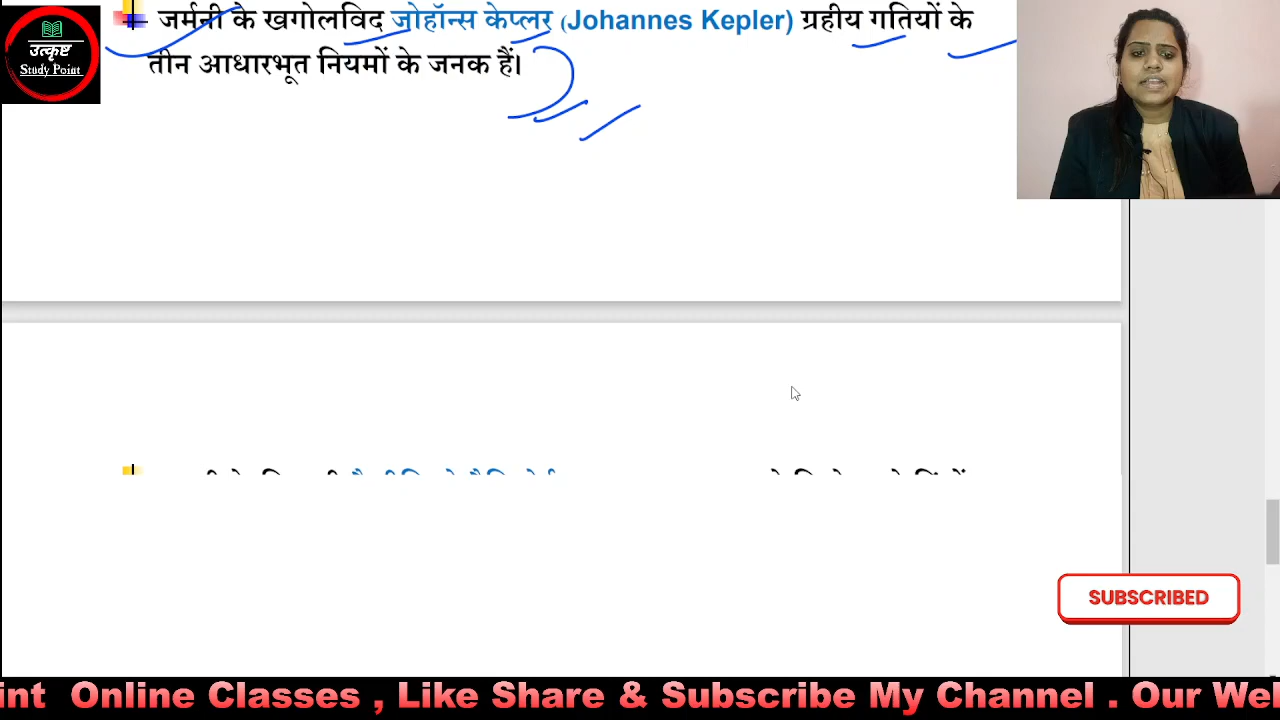 जर्मनी के खगोलविद जोहॉन्स केप्लर (Johannes Kepler) ग्रहीय गतियों के
तीन आधारभूत नियमों के जनक हैं।
उत्कृष्ट
Study Point
SUBSCRIBED
int Online Classes , Like Share & Subscribe My Channel . Our Wel